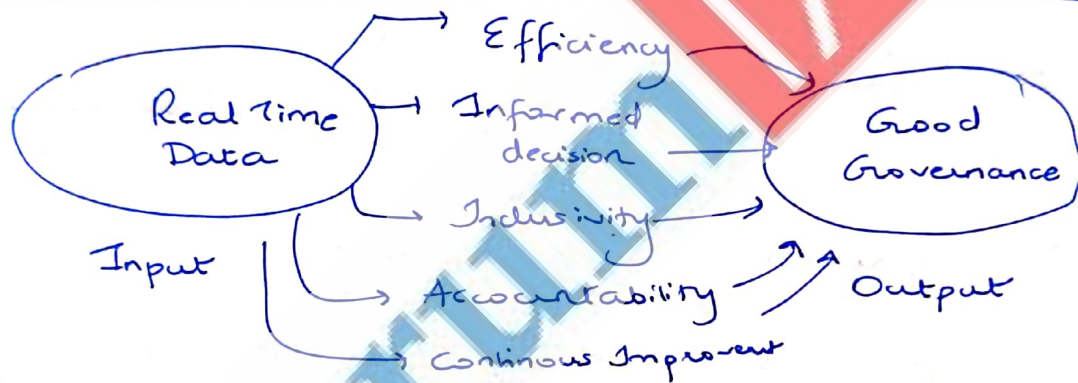 Real Time
Data
Input
Efficiency
Informed
decision
Inclusivity
Accountability
Continous Improvent
Good
Governance
Output